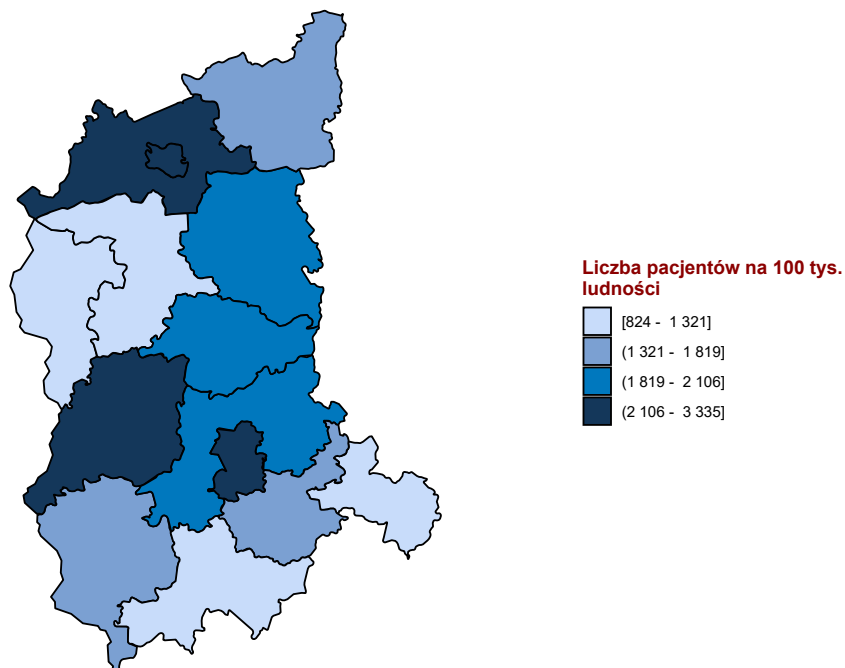 Liczba pacjentów na 100 tys.
ludności
[824 - 1 321]
(1 321 - 1 819]
(1 819 - 2 106]
(2 106 - 3 335]